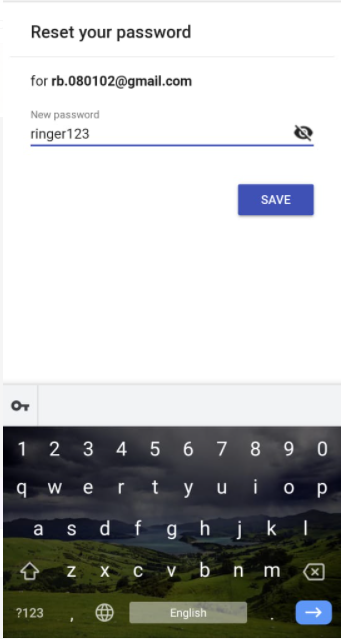 Reset your password
for rb.080102@gmail.com
New password
ringer123
SAVE
1 2 3 4 5 6 7 8 9 0
q w e r t y u i o p
a s d f g h j k l
z x c v b n m
?123 , English .